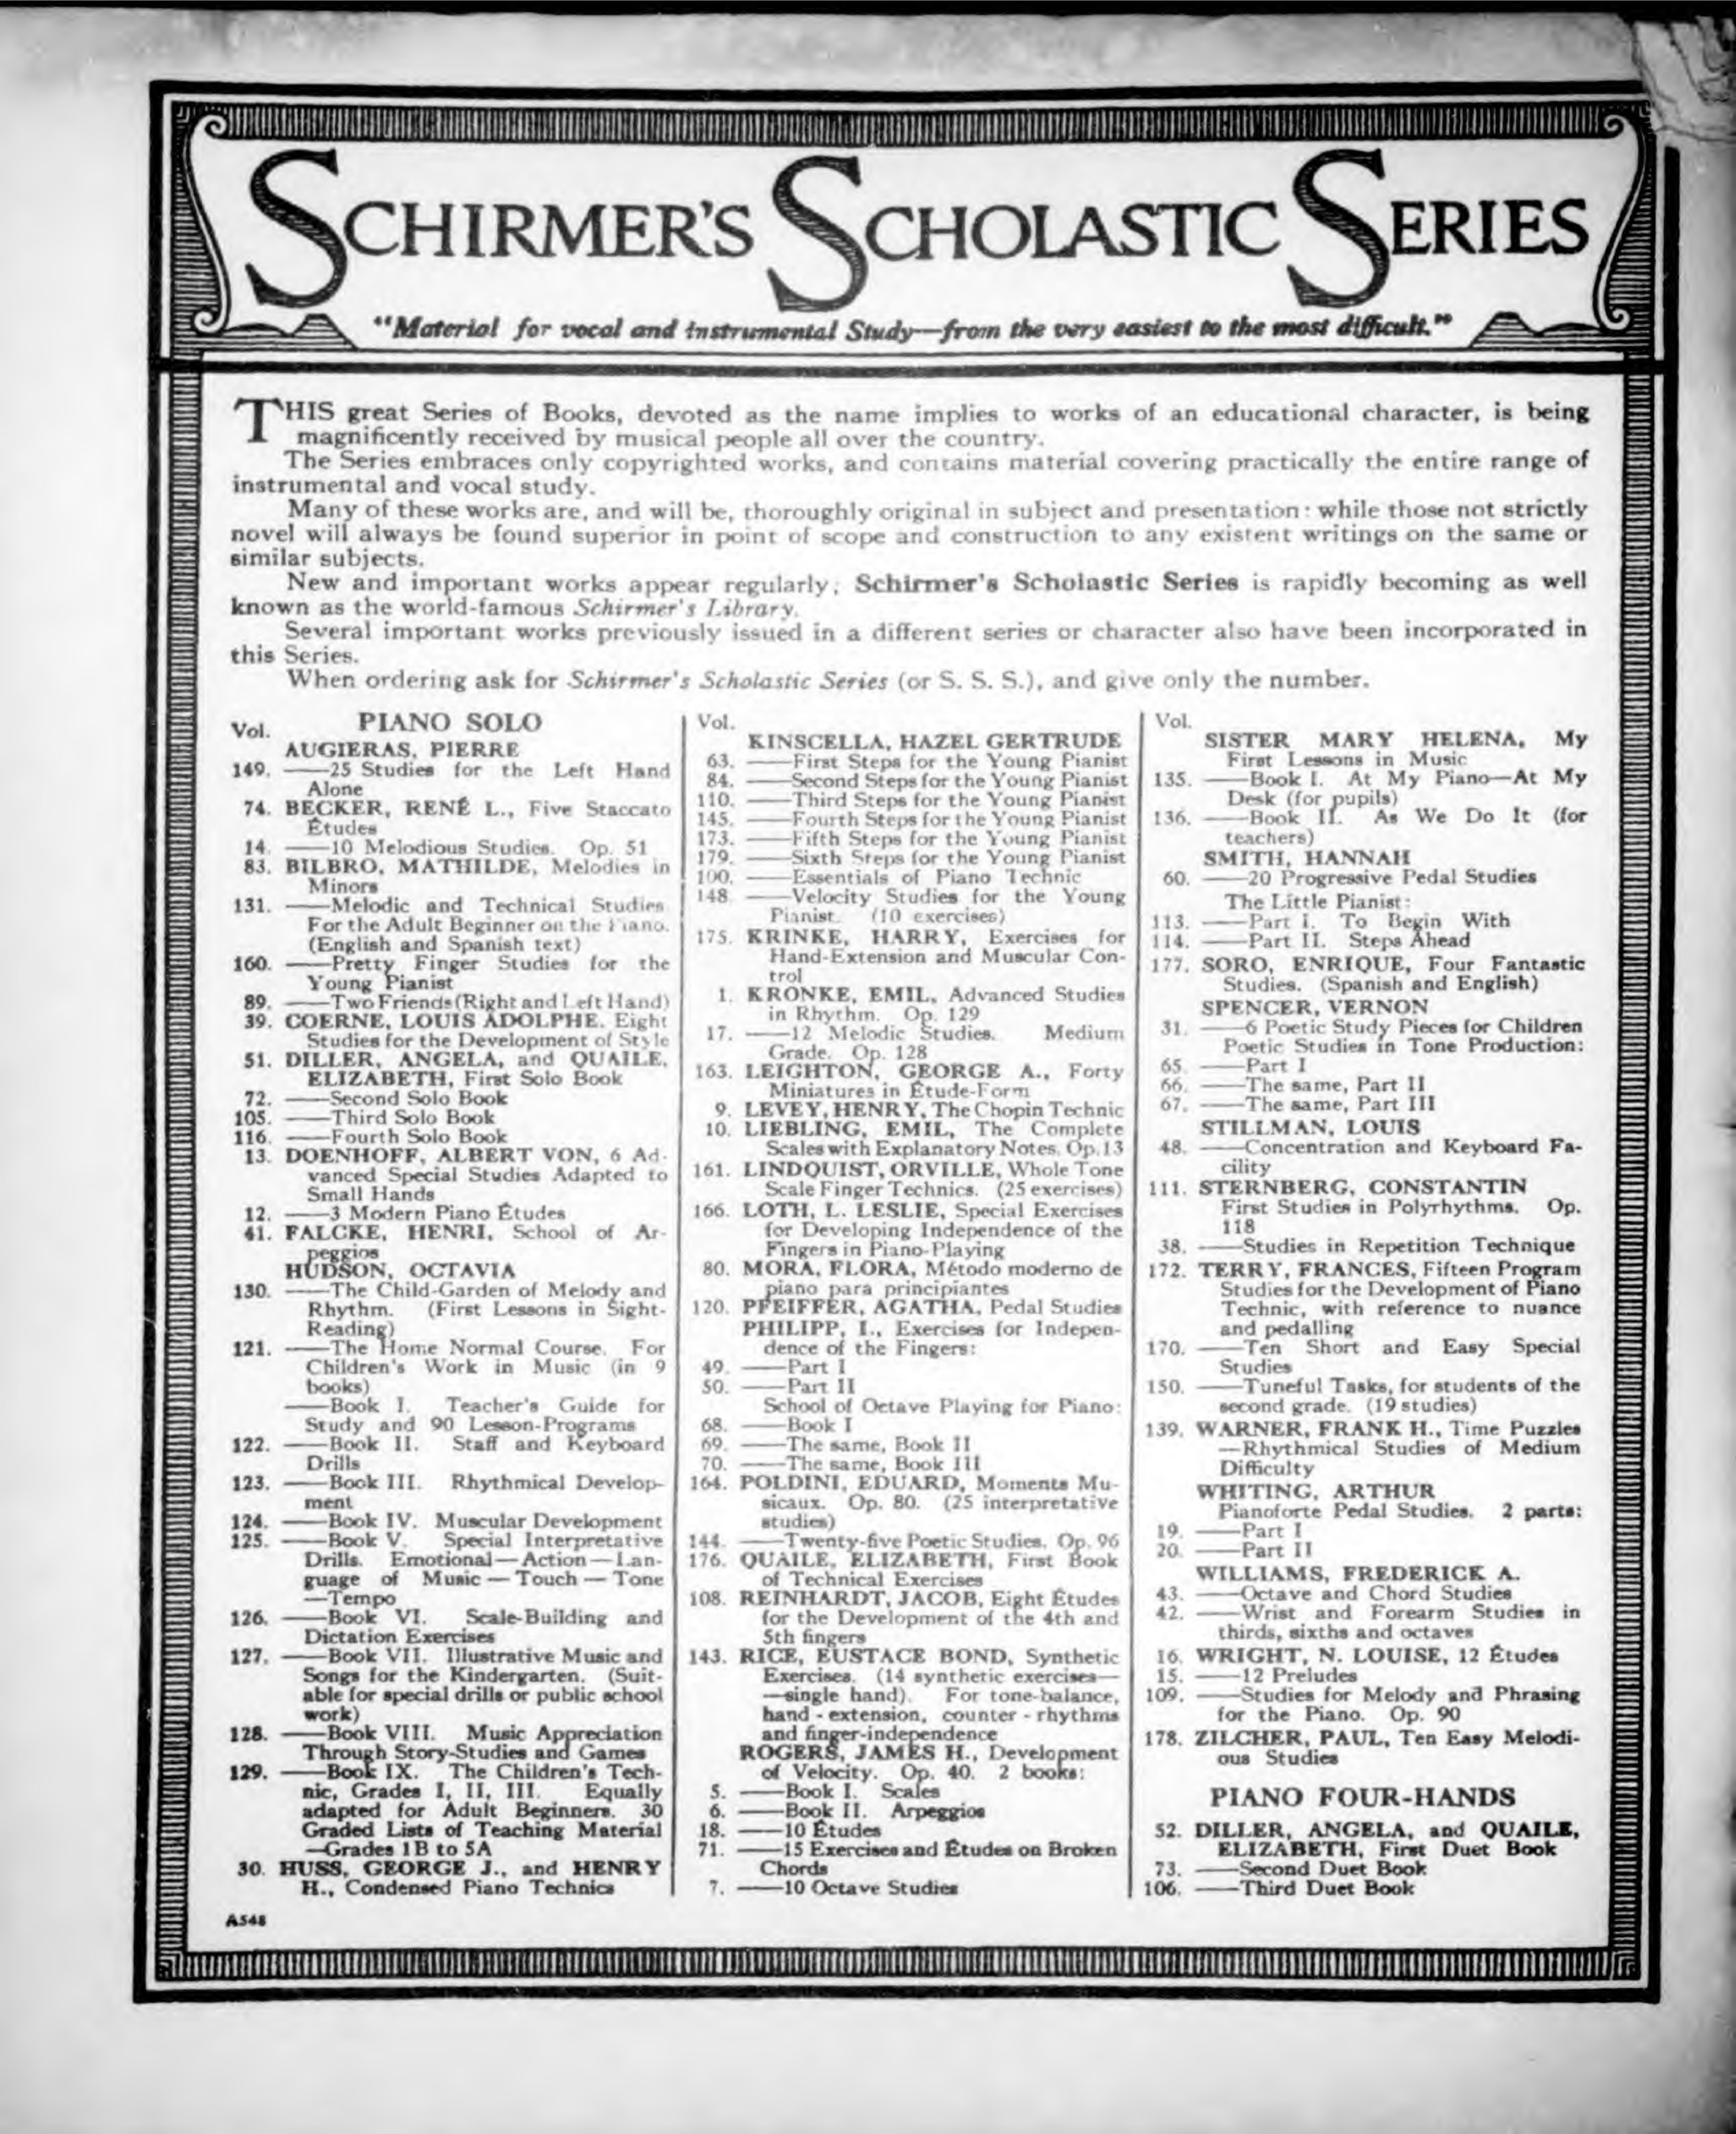 SCHIRMER'S SCHOLASTIC SERIES
"Material for vocal and instrumental Study—from the very easiest to the most difficult."
THIS great Series of Books, devoted as the name implies to works of an educational character, is being
magnificently received by musical people all over the country.
The Series embraces only copyrighted works, and contains material covering practically the entire range of
instrumental and vocal study.
Many of these works are, and will be, thoroughly original in subject and presentation: while those not strictly
novel will always be found superior in point of scope and construction to any existent writings on the same or
similar subjects.
New and important works appear regularly; Schirmer's Scholastic Series is rapidly becoming as well
known as the world-famous Schirmer's Library.
Several important works previously issued in a different series or character also have been incorporated in
this Series.
When ordering ask for Schirmer's Scholastic Series (or S. S. S.), and give only the number.
Vol. PIANO SOLO
AUGIERAS, PIERRE
149. ——25 Studies for the Left Hand
Alone
74. BECKER, RENÉ L., Five Staccato
Études
14. ——10 Melodious Studies. Op. 51
83. BILBRO, MATHILDE, Melodies in
Minors
131. ——Melodic and Technical Studies
For the Adult Beginner on the Piano.
(English and Spanish text)
160. ——Pretty Finger Studies for the
Young Pianist
89. ——Two Friends (Right and Left Hand)
39. COERNE, LOUIS ADOLPHE. Eight
Studies for the Development of Style
51. DILLER, ANGELA, and QUAILE,
ELIZABETH, First Solo Book
72. ——Second Solo Book
105. ——Third Solo Book
116. ——Fourth Solo Book
13. DOENHOFF, ALBERT VON, 6 Ad-
vanced Special Studies Adapted to
Small Hands
12. ——3 Modern Piano Études
41. FALCKE, HENRI, School of Ar-
peggios
HUDSON, OCTAVIA
130. ——The Child-Garden of Melody and
Rhythm. (First Lessons in Sight-
Reading)
121. ——The Home Normal Course. For
Children's Work in Music (in 9
books)
——Book I. Teacher's Guide for
Study and 90 Lesson-Programs
122. ——Book II. Staff and Keyboard
Drills
123. ——Book III. Rhythmical Develop-
ment
124. ——Book IV. Muscular Development
125. ——Book V. Special Interpretative
Drills. Emotional—Action—Lan-
guage of Music — Touch — Tone
—Tempo
126. ——Book VI. Scale-Building and
Dictation Exercises
127. ——Book VII. Illustrative Music and
Songs for the Kindergarten. (Suit-
able for special drills or public school
work)
128. ——Book VIII. Music Appreciation
Through Story-Studies and Games
129. ——Book IX. The Children's Tech-
nic, Grades I, II, III. Equally
adapted for Adult Beginners. 30
Graded Lists of Teaching Material
—Grades 1B to 5A
30. HUSS, GEORGE J., and HENRY
H., Condensed Piano Technics
Vol.
KINSCELLA, HAZEL GERTRUDE
63. ——First Steps for the Young Pianist
84. ——Second Steps for the Young Pianist
110. ——Third Steps for the Young Pianist
145. ——Fourth Steps for the Young Pianist
173. ——Fifth Steps for the Young Pianist
179. ——Sixth Steps for the Young Pianist
100. ——Essentials of Piano Technic
148. ——Velocity Studies for the Young
Pianist. (10 exercises)
175. KRINKE, HARRY, Exercises for
Hand-Extension and Muscular Con-
trol
1. KRONKE, EMIL, Advanced Studies
in Rhythm. Op. 129
17. ——12 Melodic Studies. Medium
Grade. Op. 128
163. LEIGHTON, GEORGE A., Forty
Miniatures in Étude-Form
9. LEVEY, HENRY, The Chopin Technic
10. LIEBLING, EMIL, The Complete
Scales with Explanatory Notes. Op. 13
161. LINDQUIST, ORVILLE, Whole Tone
Scale Finger Technics. (25 exercises)
166. LOTH, L. LESLIE, Special Exercises
for Developing Independence of the
Fingers in Piano-Playing
80. MORA, FLORA, Método moderno de
piano para principiantes
120. PFEIFFER, AGATHA, Pedal Studies
PHILIPP, I., Exercises for Indepen-
dence of the Fingers:
49. ——Part I
50. ——Part II
School of Octave Playing for Piano:
68. ——Book I
69. ——The same, Book II
70. ——The same, Book III
164. POLDINI, EDUARD, Moments Mu-
sicaux. Op. 80. (25 interpretative
studies)
144. ——Twenty-five Poetic Studies. Op. 96
176. QUAILE, ELIZABETH, First Book
of Technical Exercises
108. REINHARDT, JACOB, Eight Études
for the Development of the 4th and
5th fingers
143. RICE, EUSTACE BOND, Synthetic
Exercises. (14 synthetic exercises—
—single hand). For tone-balance,
hand-extension, counter-rhythms
and finger-independence
ROGERS, JAMES H., Development
of Velocity. Op. 40. 2 books:
5. ——Book I. Scales
6. ——Book II. Arpeggios
18. ——10 Études
71. ——15 Exercises and Études on Broken
Chords
7. ——10 Octave Studies
Vol.
SISTER MARY HELENA, My
First Lessons in Music
135. ——Book I. At My Piano—At My
Desk (for pupils)
136. ——Book II. As We Do It (for
teachers)
SMITH, HANNAH
60. ——20 Progressive Pedal Studies
The Little Pianist:
113. ——Part I. To Begin With
114. ——Part II. Steps Ahead
177. SORO, ENRIQUE, Four Fantastic
Studies. (Spanish and English)
SPENCER, VERNON
31. ——6 Poetic Study Pieces for Children
Poetic Studies in Tone Production:
65. ——Part I
66. ——The same, Part II
67. ——The same, Part III
STILLMAN, LOUIS
48. ——Concentration and Keyboard Fa-
cility
111. STERNBERG, CONSTANTIN
First Studies in Polyrhythms. Op.
118
38. ——Studies in Repetition Technique
172. TERRY, FRANCES, Fifteen Program
Studies for the Development of Piano
Technic, with reference to nuance
and pedalling
170. ——Ten Short and Easy Special
Studies
150. ——Tuneful Tasks, for students of the
second grade. (19 studies)
139. WARNER, FRANK H., Time Puzzles
—Rhythmical Studies of Medium
Difficulty
WHITING, ARTHUR
Pianoforte Pedal Studies. 2 parts:
19. ——Part I
20. ——Part II
WILLIAMS, FREDERICK A.
43. ——Octave and Chord Studies
42. ——Wrist and Forearm Studies in
thirds, sixths and octaves
16. WRIGHT, N. LOUISE, 12 Études
15. ——12 Preludes
109. ——Studies for Melody and Phrasing
for the Piano. Op. 90
178. ZILCHER, PAUL, Ten Easy Melodi-
ous Studies
PIANO FOUR-HANDS
52. DILLER, ANGELA, and QUAILE,
ELIZABETH, First Duet Book
73. ——Second Duet Book
106. ——Third Duet Book
A548